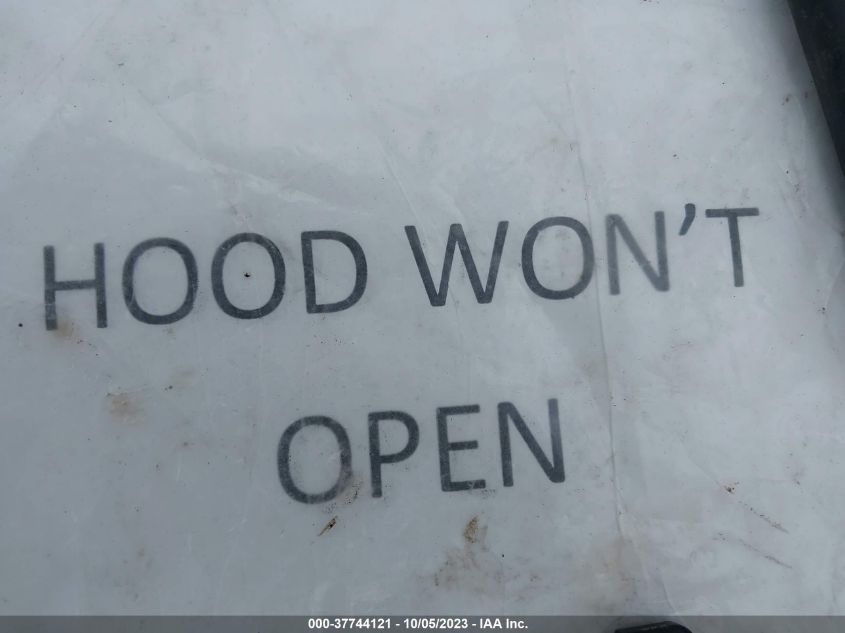 HOOD WON'T
OPEN
000-37744121 - 10/05/2023 - IAA Inc.